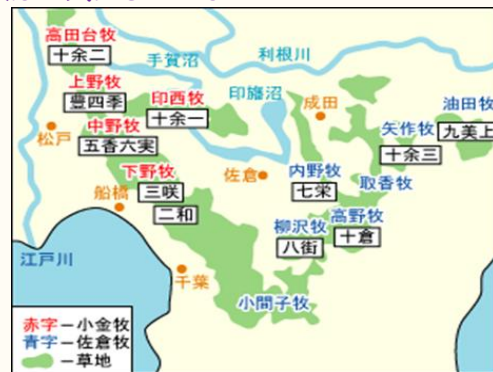 高田台牧
十余二
手賀沼
利根川
上野牧
豊四季
印西牧
十余一
印旛沼
成田
油田牧
九美上
松戸
中野牧
五香六実
矢作牧
十余三
下野牧
三咲
二和
佐倉
内野牧
七栄
取香牧
船橋
柳沢牧
八街
高野牧
十倉
江戸川
千葉
小間子牧
赤字－小金牧
青字－佐倉牧
－草地